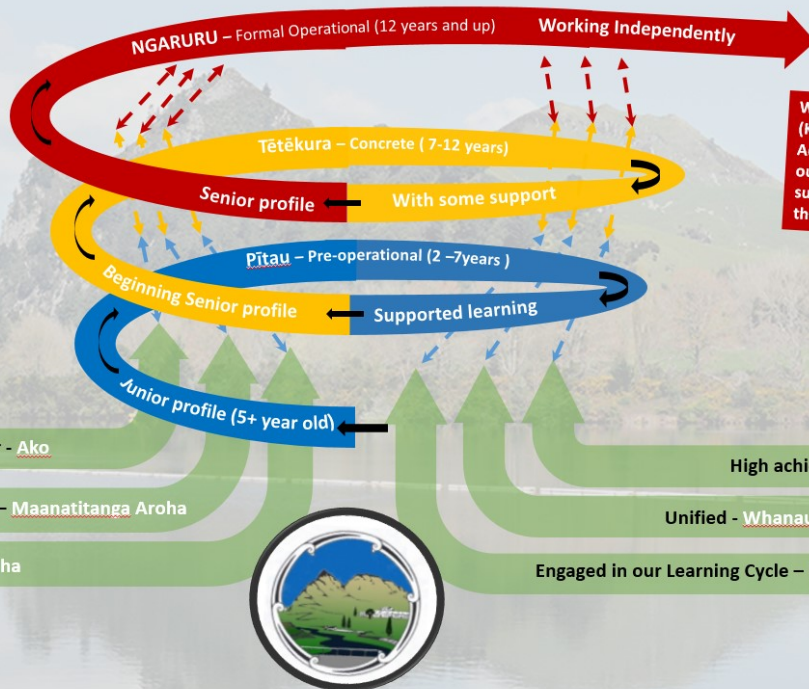 NGARURU – Formal Operational (12 years and up)
Working Independently
Tētēkura – Concrete ( 7-12 years)
Senior profile
With some support
Pītau – Pre-operational (2 –7years )
Beginning Senior profile
Supported learning
Junior profile (5+ year old)
- Ako
– Maanatitanga Aroha
ha
High achi
Unified - Whanau
Engaged in our Learning Cycle –